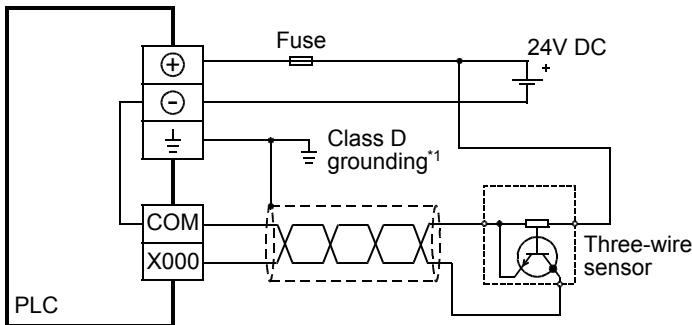 Fuse
24V DC
+
+
-
Class D
grounding*1
COM
X000
Three-wire
sensor
PLC